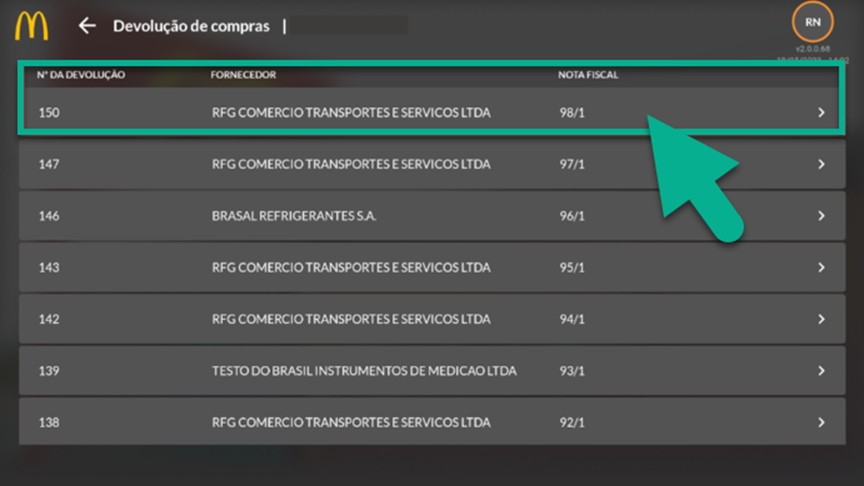 Devolução de compras |
RN
v2.0.0.68
Nº DA DEVOLUÇÃO FORNECEDOR NOTA FISCAL
150 RFG COMERCIO TRANSPORTES E SERVICOS LTDA 98/1
147 RFG COMERCIO TRANSPORTES E SERVICOS LTDA 97/1
146 BRASAL REFRIGERANTES S.A. 96/1
143 RFG COMERCIO TRANSPORTES E SERVICOS LTDA 95/1
142 RFG COMERCIO TRANSPORTES E SERVICOS LTDA 94/1
139 TESTO DO BRASIL INSTRUMENTOS DE MEDICAO LTDA 93/1
138 RFG COMERCIO TRANSPORTES E SERVICOS LTDA 92/1